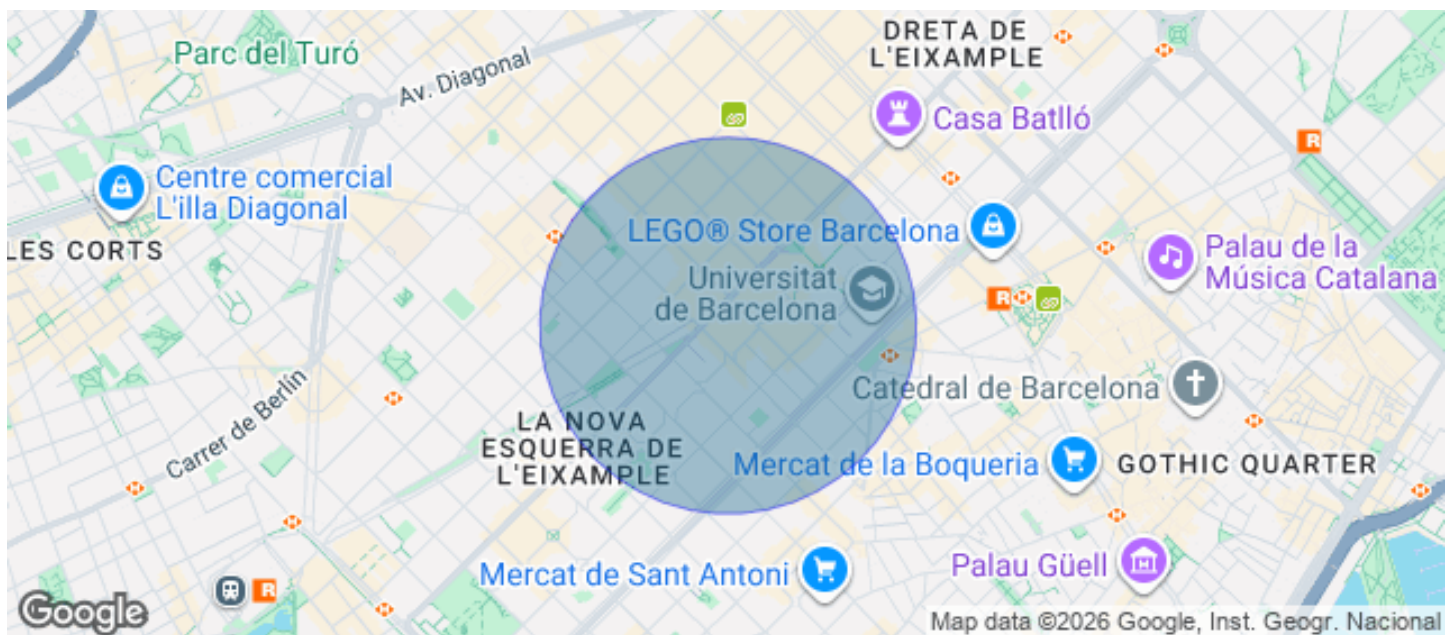 DRETA DE
L'EIXAMPLE
Parc del Turó
Av. Diagonal
Casa Batlló
R
Centre comercial
L'illa Diagonal
LES CORTS
LEGO® Store Barcelona
Palau de la
Música Catalana
Universitat
de Barcelona
R
Catedral de Barcelona
Carrer de Berlín
LA NOVA
ESQUERRA DE
L'EIXAMPLE
Mercat de la Boqueria
GOTHIC QUARTER
Mercat de Sant Antoni
Palau Güell
R
Google
Map data ©2026 Google, Inst. Geogr. Nacional